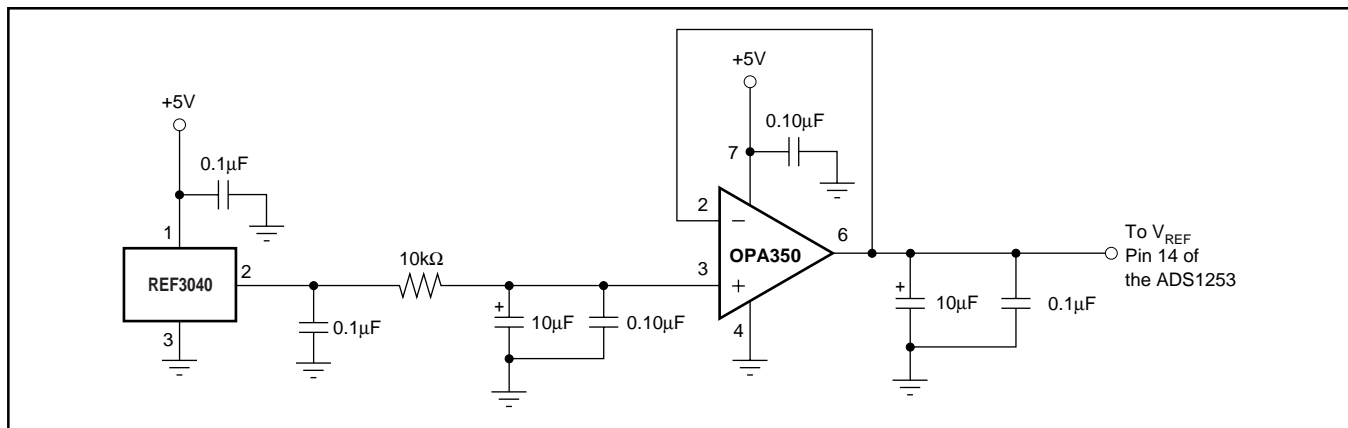 +5V
0.1µF
1
REF3040
2
3
0.1µF
10kΩ
+
10µF
0.10µF
+5V
7
0.10µF
2
−
OPA350
3
+
4
6
+
10µF
0.1µF
To VREF
Pin 14 of
the ADS1253